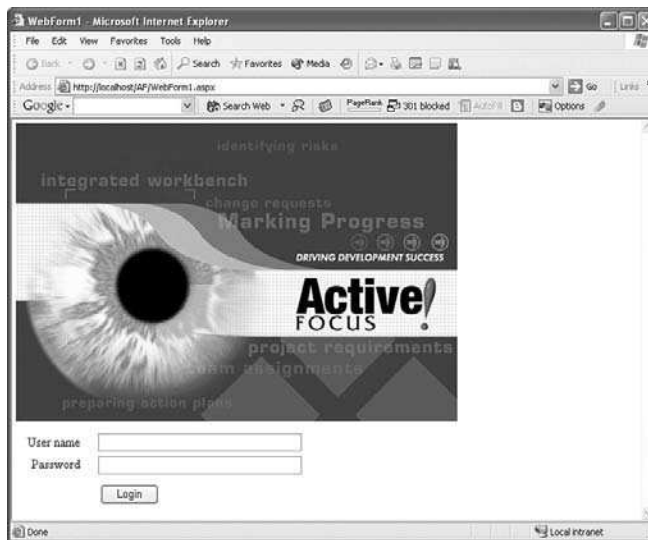 WebForm1 - Microsoft Internet Explorer
File Edit View Favorites Tools Help
Back Search Favorites Media
Address http://localhost/AF/WebForm1.aspx Go Links
Google Search Web PageRank 301 blocked AutoFill Options
identifying risks
integrated workbench
change requests
Marking Progress
DRIVING DEVELOPMENT SUCCESS
Active!
FOCUS
project requirements
team assignments
preparing action plans
User name
Password
Login
Done Local intranet